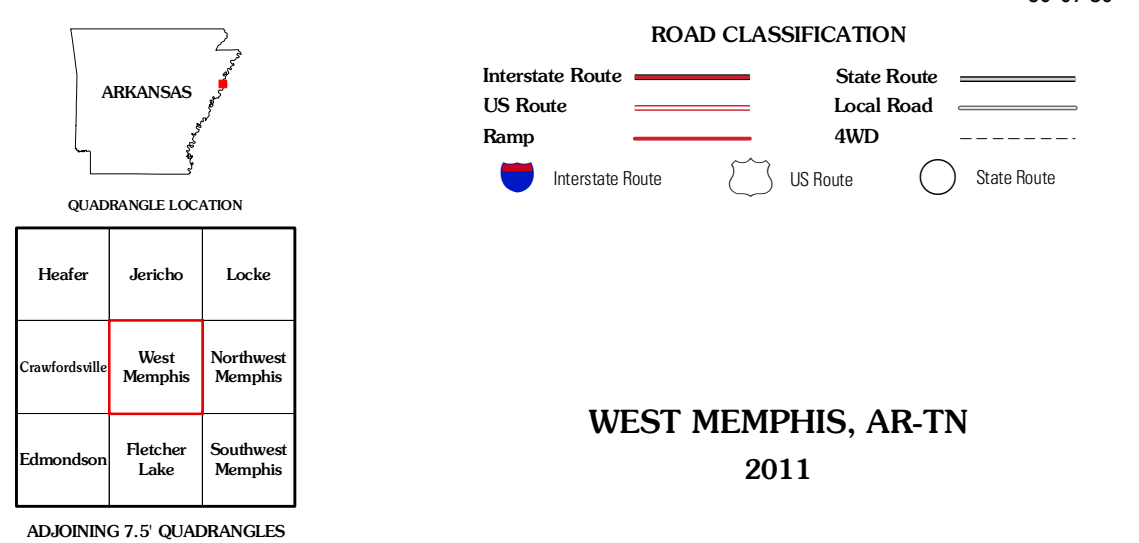 ROAD CLASSIFICATION
Interstate Route
State Route
US Route
Local Road
Ramp
4WD
Interstate Route
US Route
State Route
ARKANSAS
QUADRANGLE LOCATION
Heafer
Jericho
Locke
Crawfordsville
West
Memphis
Northwest
Memphis
Edmondson
Fletcher
Lake
Southwest
Memphis
ADJOINING 7.5' QUADRANGLES
WEST MEMPHIS, AR-TN
2011